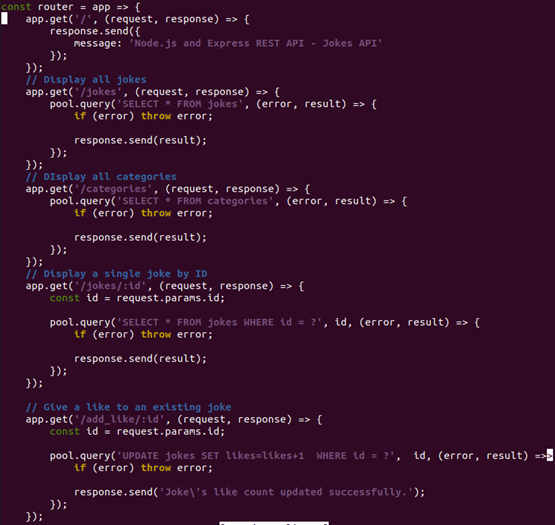 const router = app => {
    app.get('/', (request, response) => {
        response.send({
            message: 'Node.js and Express REST API - Jokes API'
        });
    });
    // Display all jokes
    app.get('/jokes', (request, response) => {
        pool.query('SELECT * FROM jokes', (error, result) => {
            if (error) throw error;

            response.send(result);
        });
    });
    // DIsplay all categories
    app.get('/categories', (request, response) => {
        pool.query('SELECT * FROM categories', (error, result) => {
            if (error) throw error;

            response.send(result);
        });
    });
    // Display a single joke by ID
    app.get('/jokes/:id', (request, response) => {
        const id = request.params.id;

        pool.query('SELECT * FROM jokes WHERE id = ?', id, (error, result) => {
            if (error) throw error;

            response.send(result);
        });
    });

    // Give a like to an existing joke
    app.get('/add_like/:id', (request, response) => {
        const id = request.params.id;

        pool.query('UPDATE jokes SET likes=likes+1  WHERE id = ?',  id, (error, result) =>>
            if (error) throw error;

            response.send('Joke\'s like count updated successfully.');
        });
    });